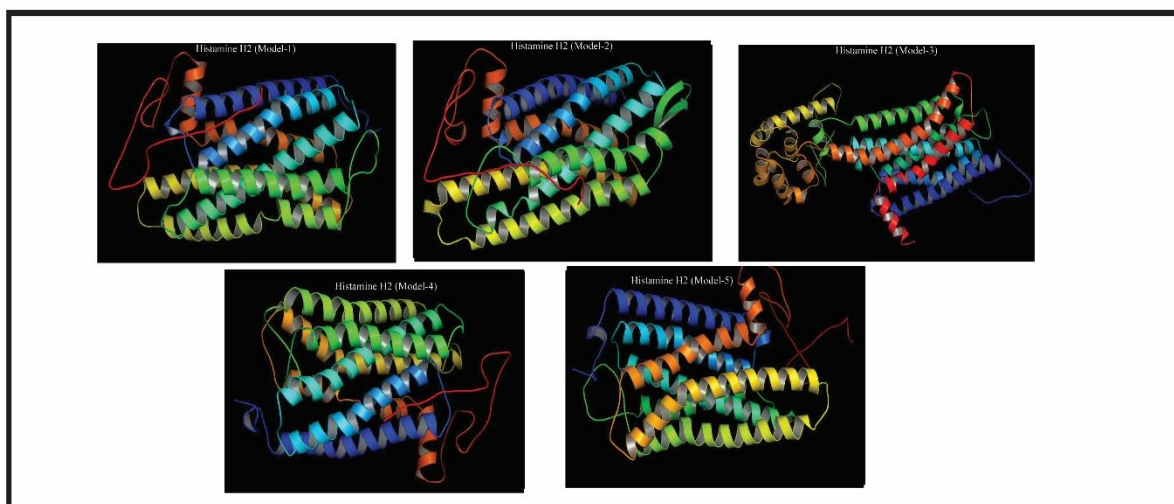 Histamine H2 (Model-1)
Histamine H2 (Model-2)
Histamine H2 (Model-3)
Histamine H2 (Model-4)
Histamine H2 (Model-5)